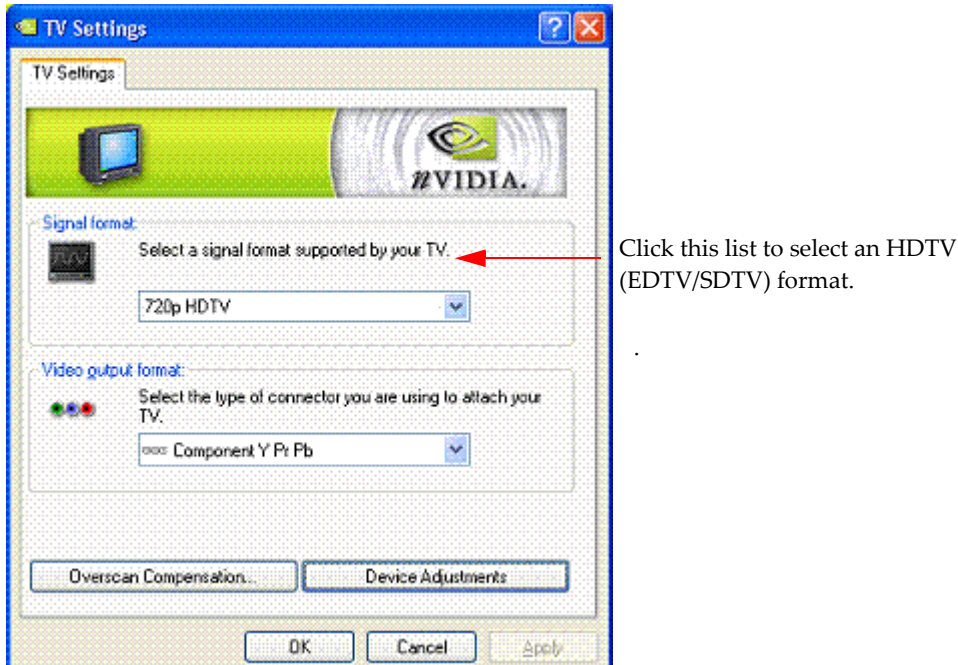 TV Settings
TV Settings
nVIDIA.
Signal format:
Select a signal format supported by your TV.
720p HDTV
Click this list to select an HDTV
(EDTV/SDTV) format.
.
Video output format:
Select the type of connector you are using to attach your
TV.
Component Y Pr Pb
Overscan Compensation...
Device Adjustments
OK
Cancel
Apply